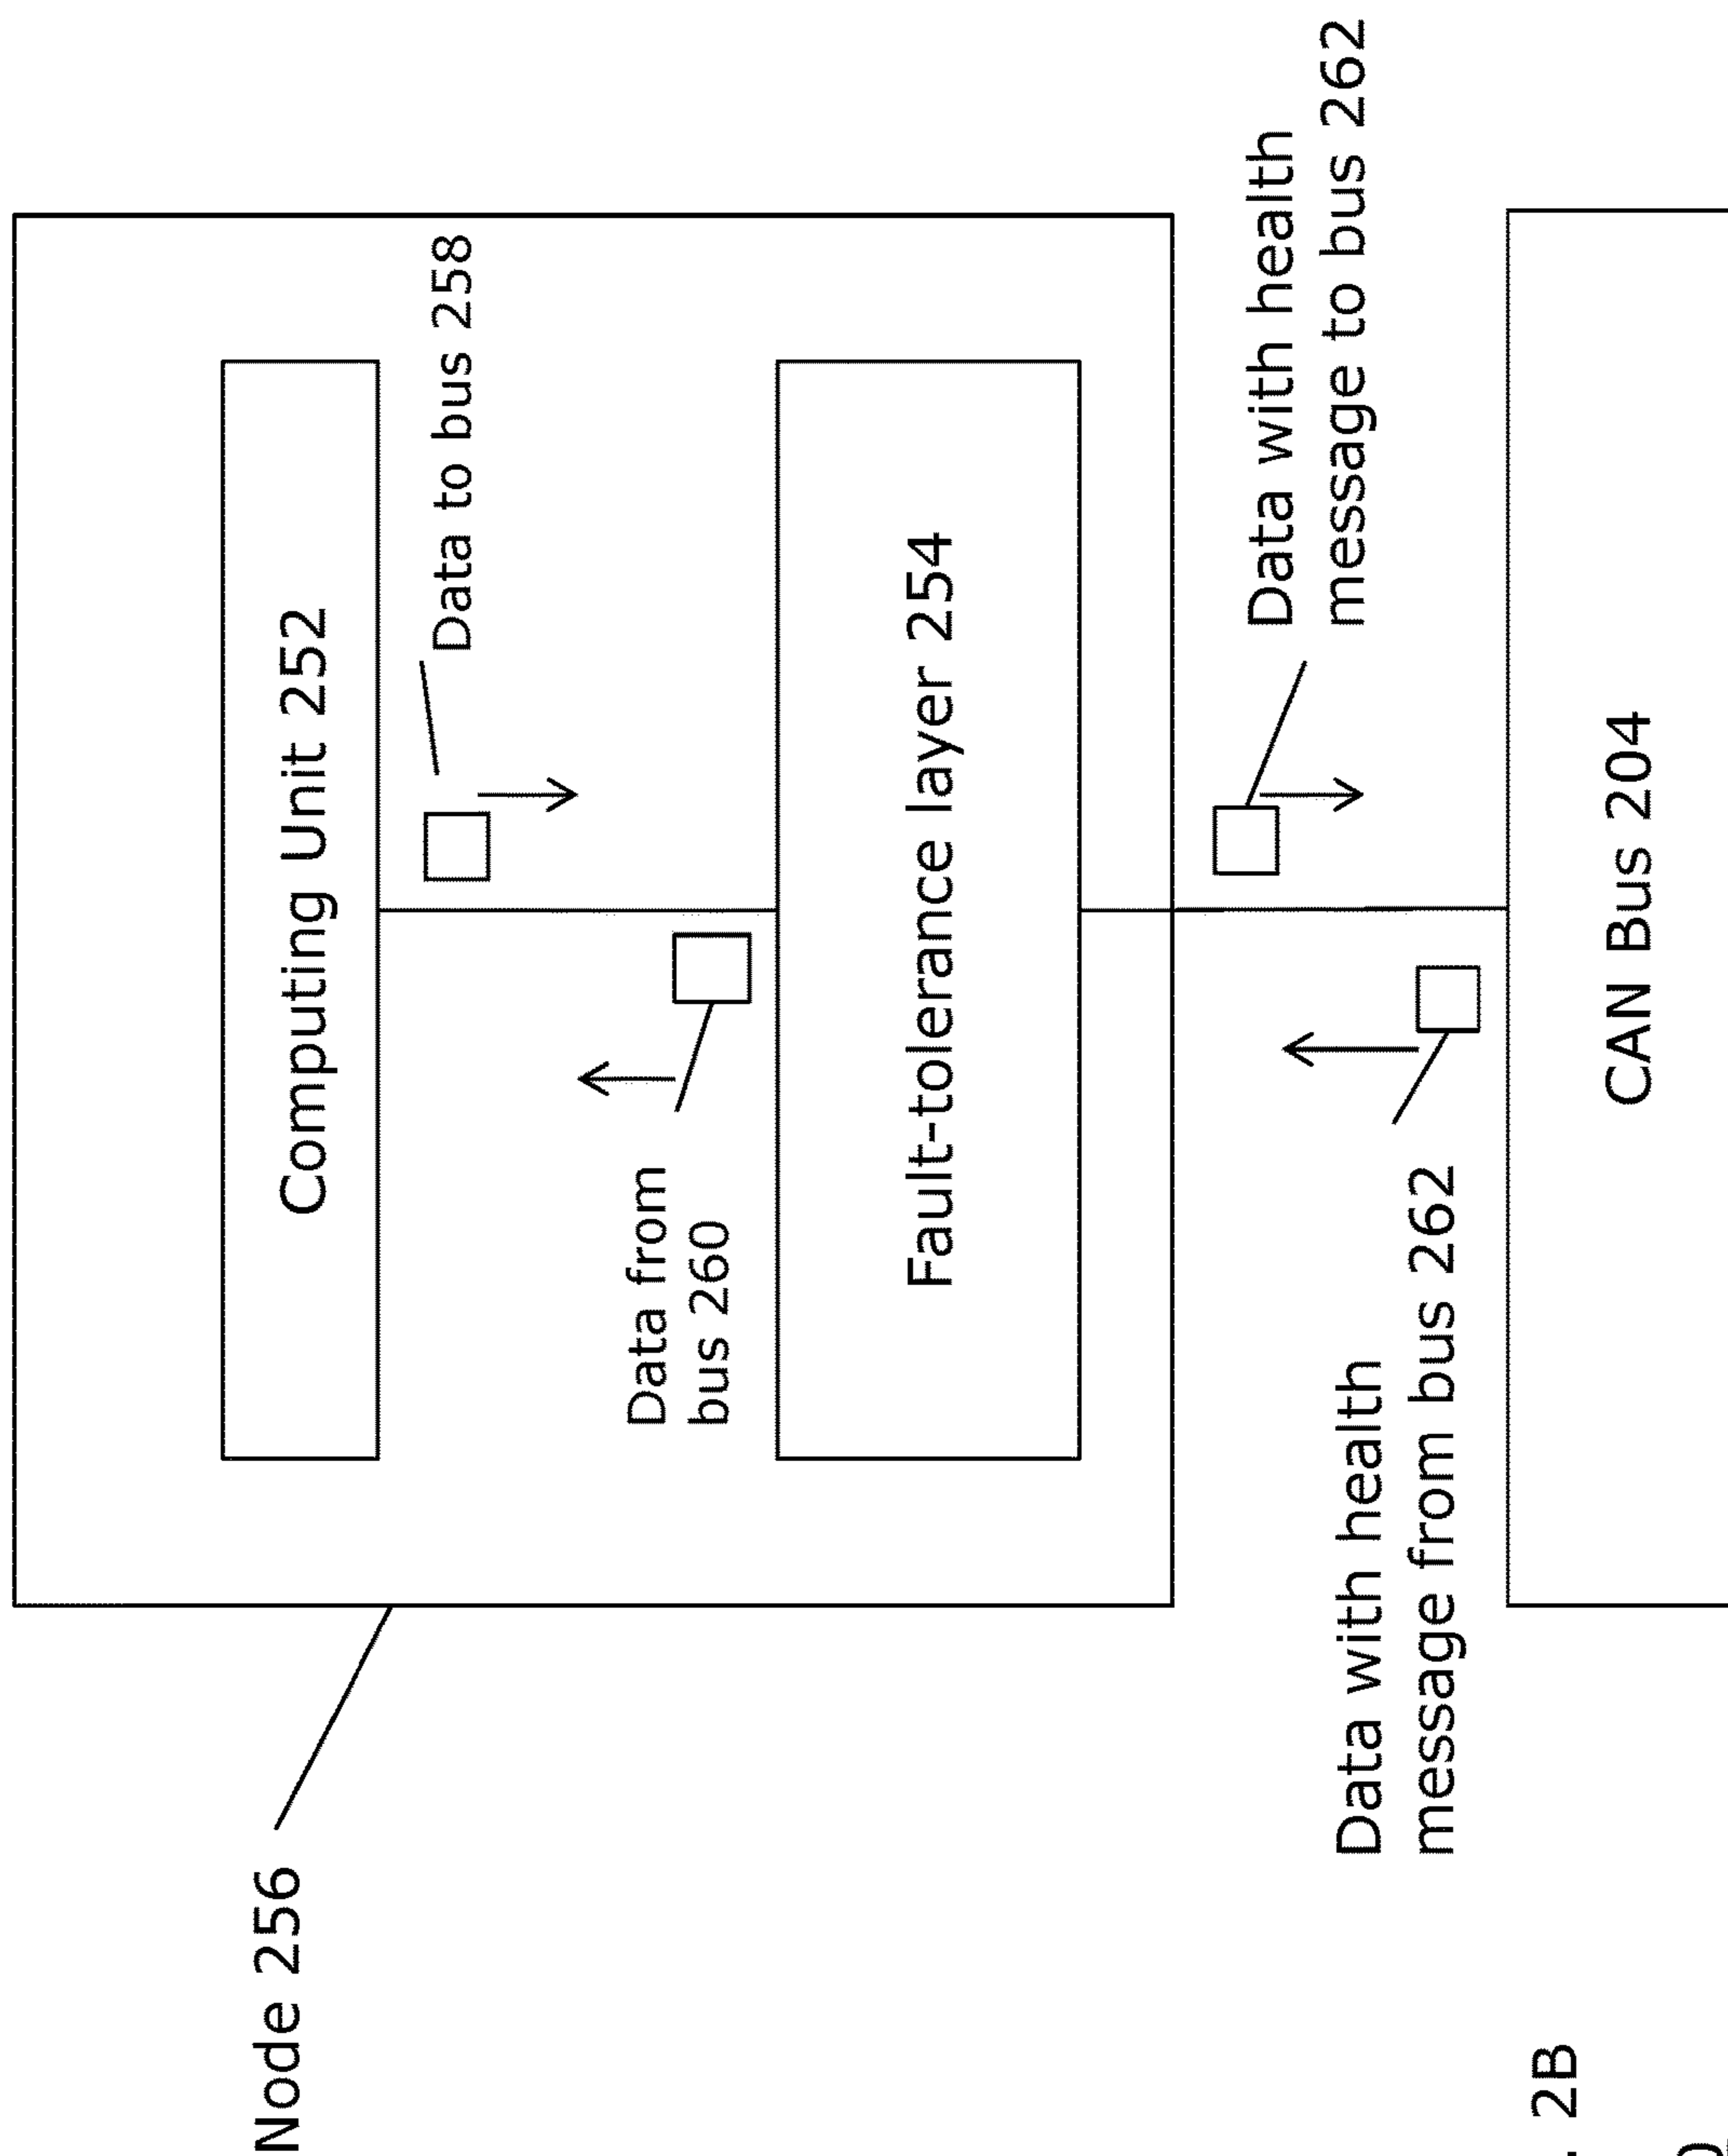 Node 256
Computing Unit 252
Data to bus 258
Data from
bus 260
Fault-tolerance layer 254
Data with health
message to bus 262
Data with health
message from bus 262
CAN Bus 204
. 2B